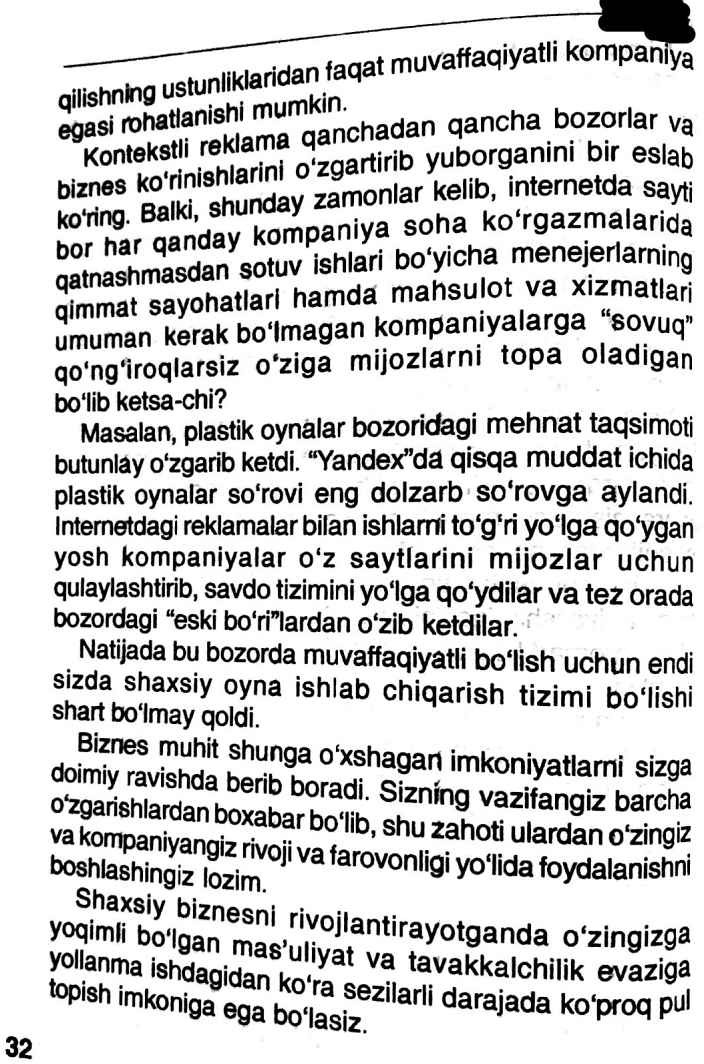 qilishning ustunliklaridan faqat muvaffaqiyatli kompaniya
egasi rohatlanishi mumkin.
Kontekstli reklama qanchadan qancha bozorlar va
biznes ko‘rinishlarini o‘zgartirib yuborganini bir eslab
ko‘ring. Balki, shunday zamonlar kelib, internetda sayti
bor har qanday kompaniya soha ko‘rgazmalarida
qatnashmasdan sotuv ishlari bo‘yicha menejerlarning
qimmat sayohatlari hamda mahsulot va xizmatlari
umuman kerak bo‘lmagan kompaniyalarga “sovuq”
qo‘ng‘iroqlarsiz o‘ziga mijozlarni topa oladigan
bo‘lib ketsa-chi?
Masalan, plastik oynalar bozoridagi mehnat taqsimoti
butunlay o‘zgarib ketdi. “Yandex”da qisqa muddat ichida
plastik oynalar so‘rovi eng dolzarb so‘rovga aylandi.
Internetdagi reklamalar bilan ishlarni to‘g‘ri yo‘lga qo‘ygan
yosh kompaniyalar o‘z saytlarini mijozlar uchun
qulaylashtirib, savdo tizimini yo‘lga qo‘ydilar va tez orada
bozordagi “eski bo‘ri”lardan o‘zib ketdilar.
Natijada bu bozorda muvaffaqiyatli bo‘lish uchun endi
sizda shaxsiy oyna ishlab chiqarish tizimi bo‘lishi
shart bo‘lmay qoldi.
Biznes muhit shunga o‘xshagan imkoniyatlarni sizga
doimiy ravishda berib boradi. Sizning vazifangiz barcha
o‘zgarishlardan boxabar bo‘lib, shu zahoti ulardan o‘zingiz
va kompaniyangiz rivoji va farovonligi yo‘lida foydalanishni
boshlashingiz lozim.
Shaxsiy biznesni rivojlantirayotganda o‘zingizga
yoqimli bo‘lgan mas’uliyat va tavakkalchilik evaziga
yollanma ishdagidan ko‘ra sezilarli darajada ko‘proq pul
topish imkoniga ega bo‘lasiz.
32